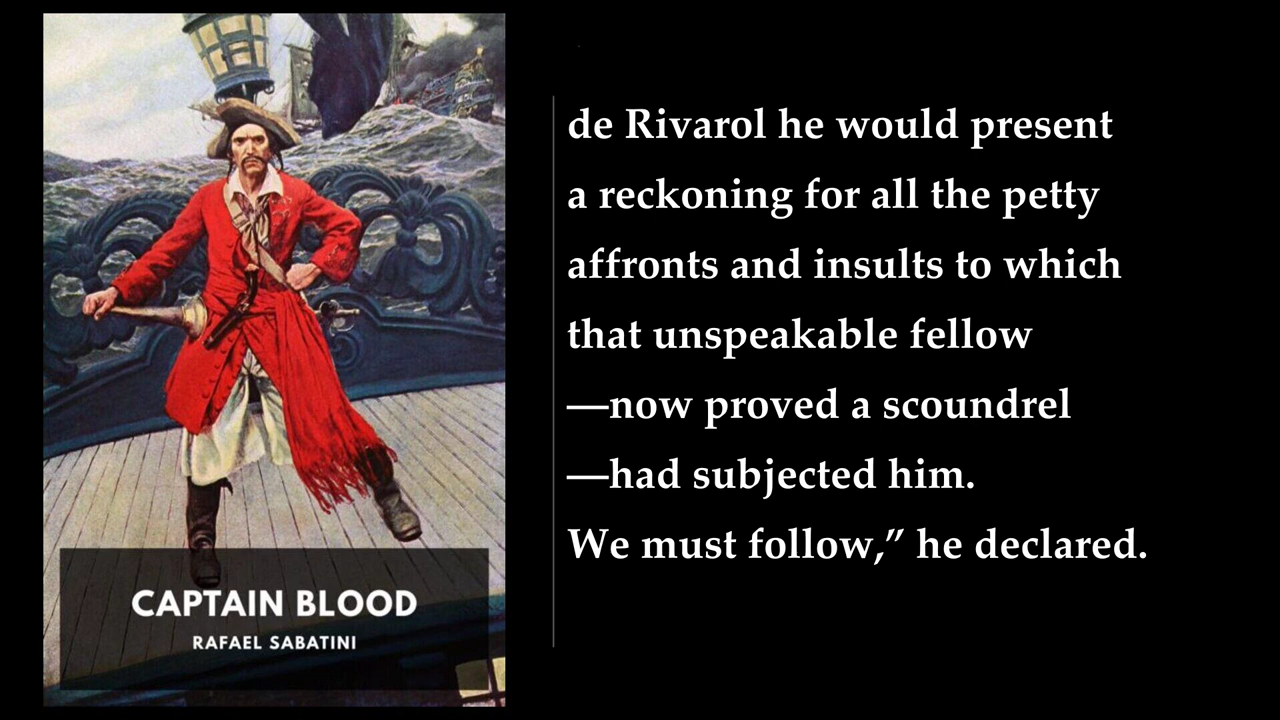 CAPTAIN BLOOD
RAFAEL SABATINI
de Rivarol he would present
a reckoning for all the petty
affronts and insults to which
that unspeakable fellow
—now proved a scoundrel
—had subjected him.
We must follow,” he declared.